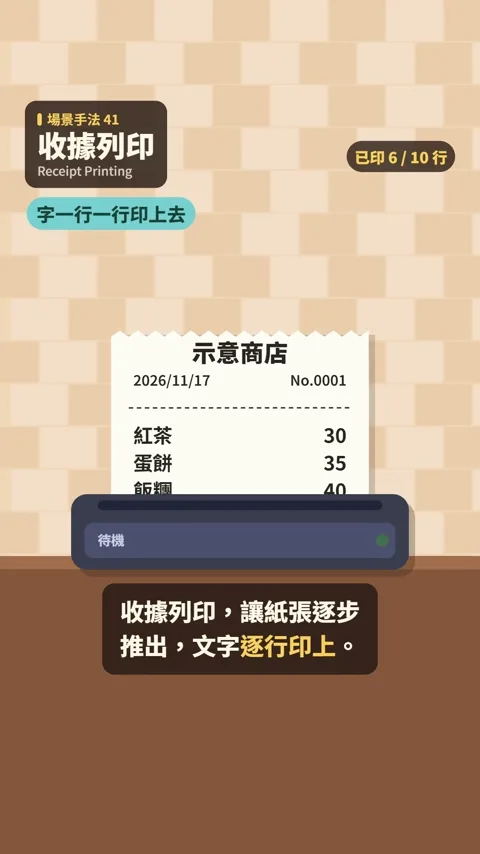 場景手法 41
收據列印
Receipt Printing
已印 6 / 10 行
字一行一行印上去
示意商店
2026/11/17 No.0001
紅茶 30
蛋餅 35
飯糰 40
待機
收據列印，讓紙張逐步
推出，文字逐行印上。